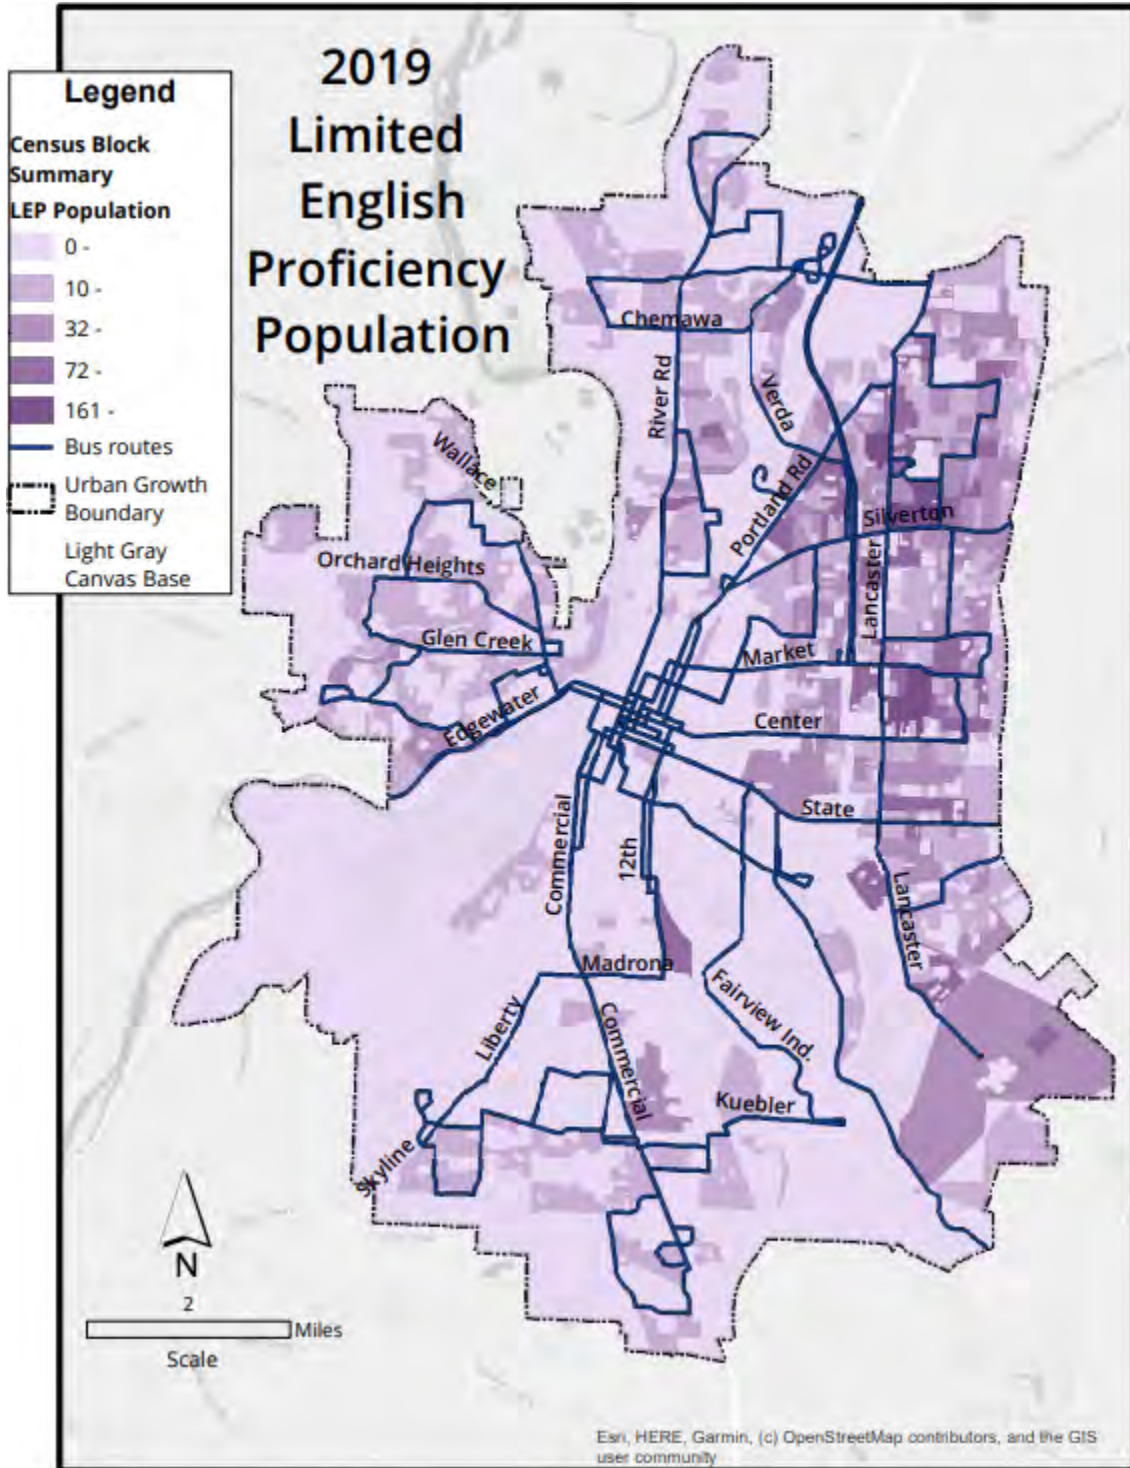 2019
Limited
English
Proficiency
Population
Legend
Census Block
Summary
LEP Population
0 -
10 -
32 -
72 -
161 -
Bus routes
Urban Growth
Boundary
Light Gray
Canvas Base
Chemawa
River Rd
Verda
Wallace
Portland Rd
Silverton
Orchard Heights
Lancaster
Glen Creek
Market
Edgewater
Center
State
Commercial
12th
Lancaster
Madrona
Fairview Ind.
Liberty
Commercial
Kuebler
Skyline
N
2
Miles
Scale
Esri, HERE, Garmin, (c) OpenStreetMap contributors, and the GIS
user community